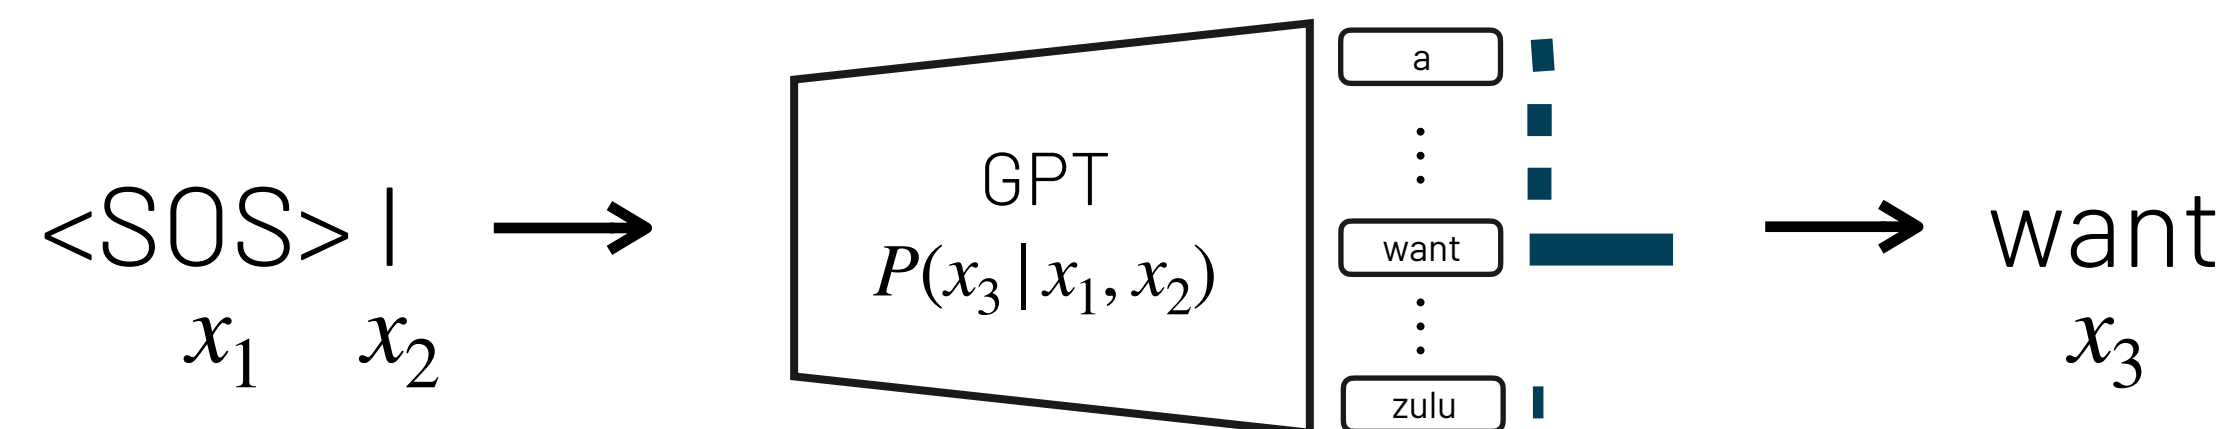 <SOS> I
x₁ x₂
GPT
P(x₃ | x₁, x₂)
a
⋮
want
⋮
zulu
want
x₃